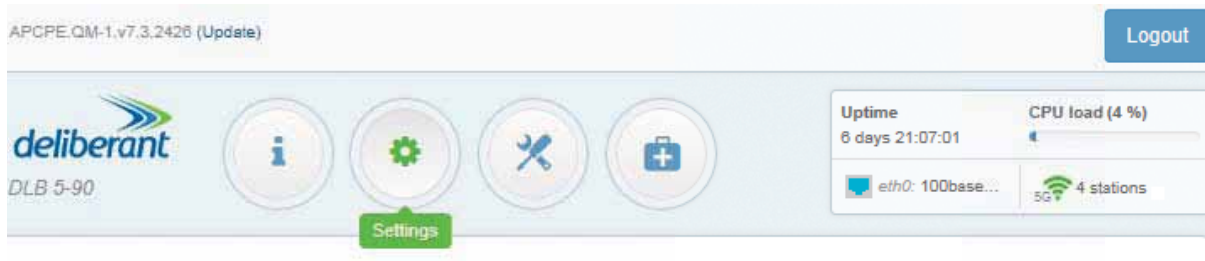 APCPE.QM-1.v7.3.2426 (Update)
Logout
deliberant
DLB 5-90
Settings
Uptime
6 days 21:07:01
CPU load (4 %)
eth0: 100base...
5G 4 stations